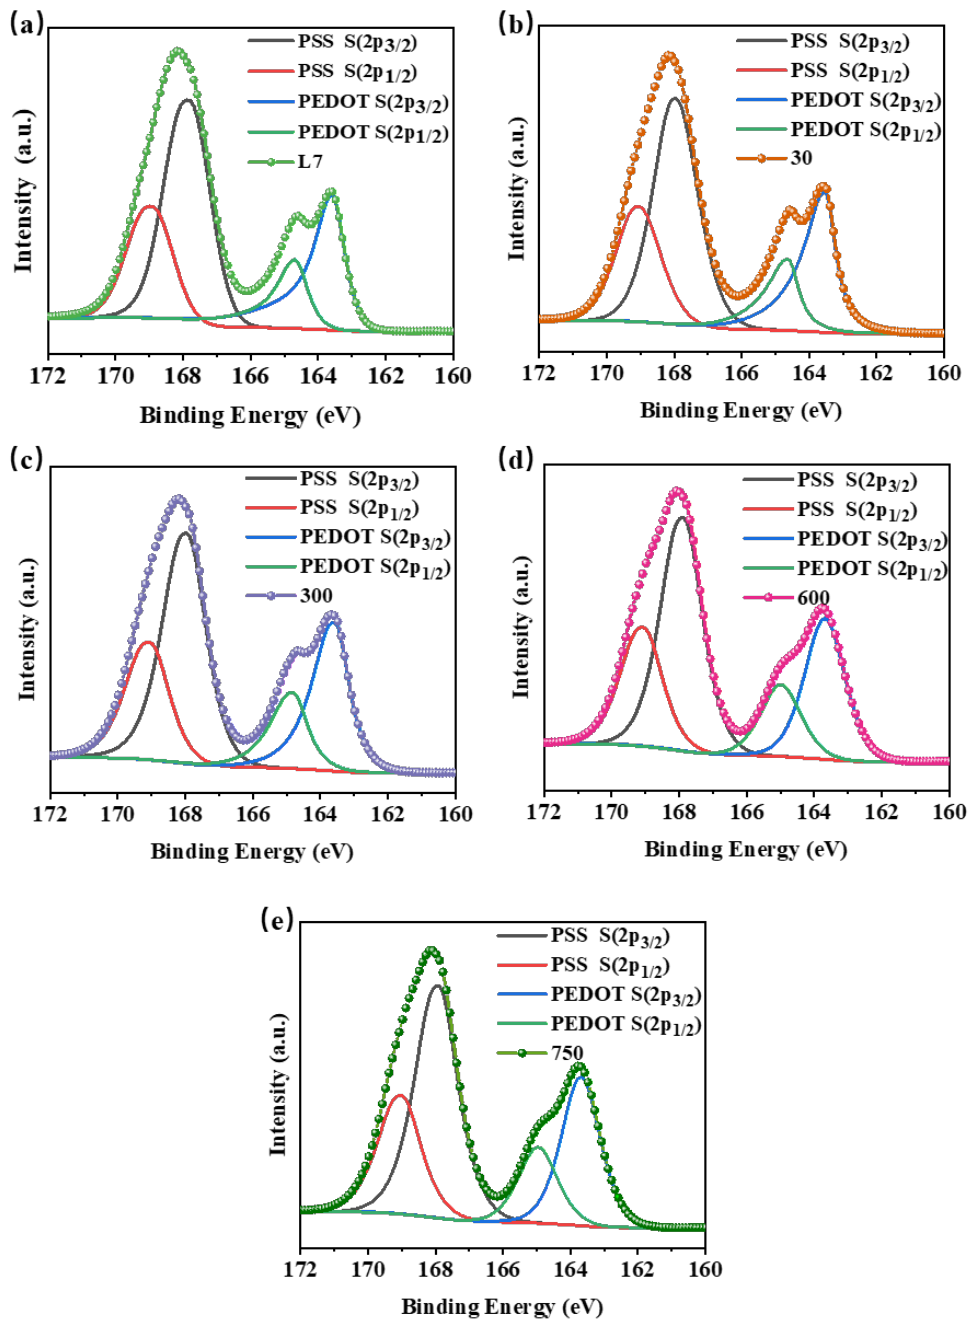 (a)
PSS S(2p3/2)
PSS S(2p1/2)
PEDOT S(2p3/2)
PEDOT S(2p1/2)
L7
Intensity (a.u.)
172 170 168 166 164 162 160
Binding Energy (eV)
(b)
PSS S(2p3/2)
PSS S(2p1/2)
PEDOT S(2p3/2)
PEDOT S(2p1/2)
30
Intensity (a.u.)
172 170 168 166 164 162 160
Binding Energy (eV)
(c)
PSS S(2p3/2)
PSS S(2p1/2)
PEDOT S(2p3/2)
PEDOT S(2p1/2)
300
Intensity (a.u.)
172 170 168 166 164 162 160
Binding Energy (eV)
(d)
PSS S(2p3/2)
PSS S(2p1/2)
PEDOT S(2p3/2)
PEDOT S(2p1/2)
600
Intensity (a.u.)
172 170 168 166 164 162 160
Binding Energy (eV)
(e)
PSS S(2p3/2)
PSS S(2p1/2)
PEDOT S(2p3/2)
PEDOT S(2p1/2)
750
Intensity (a.u.)
172 170 168 166 164 162 160
Binding Energy (eV)